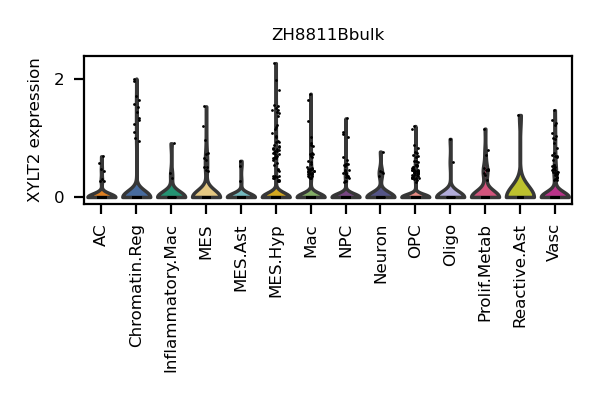 ZH8811Bbulk
XYLT2 expression
2
0
AC
Chromatin.Reg
Inflammatory.Mac
MES
MES.Ast
MES.Hyp
Mac
NPC
Neuron
OPC
Oligo
Prolif.Metab
Reactive.Ast
Vasc